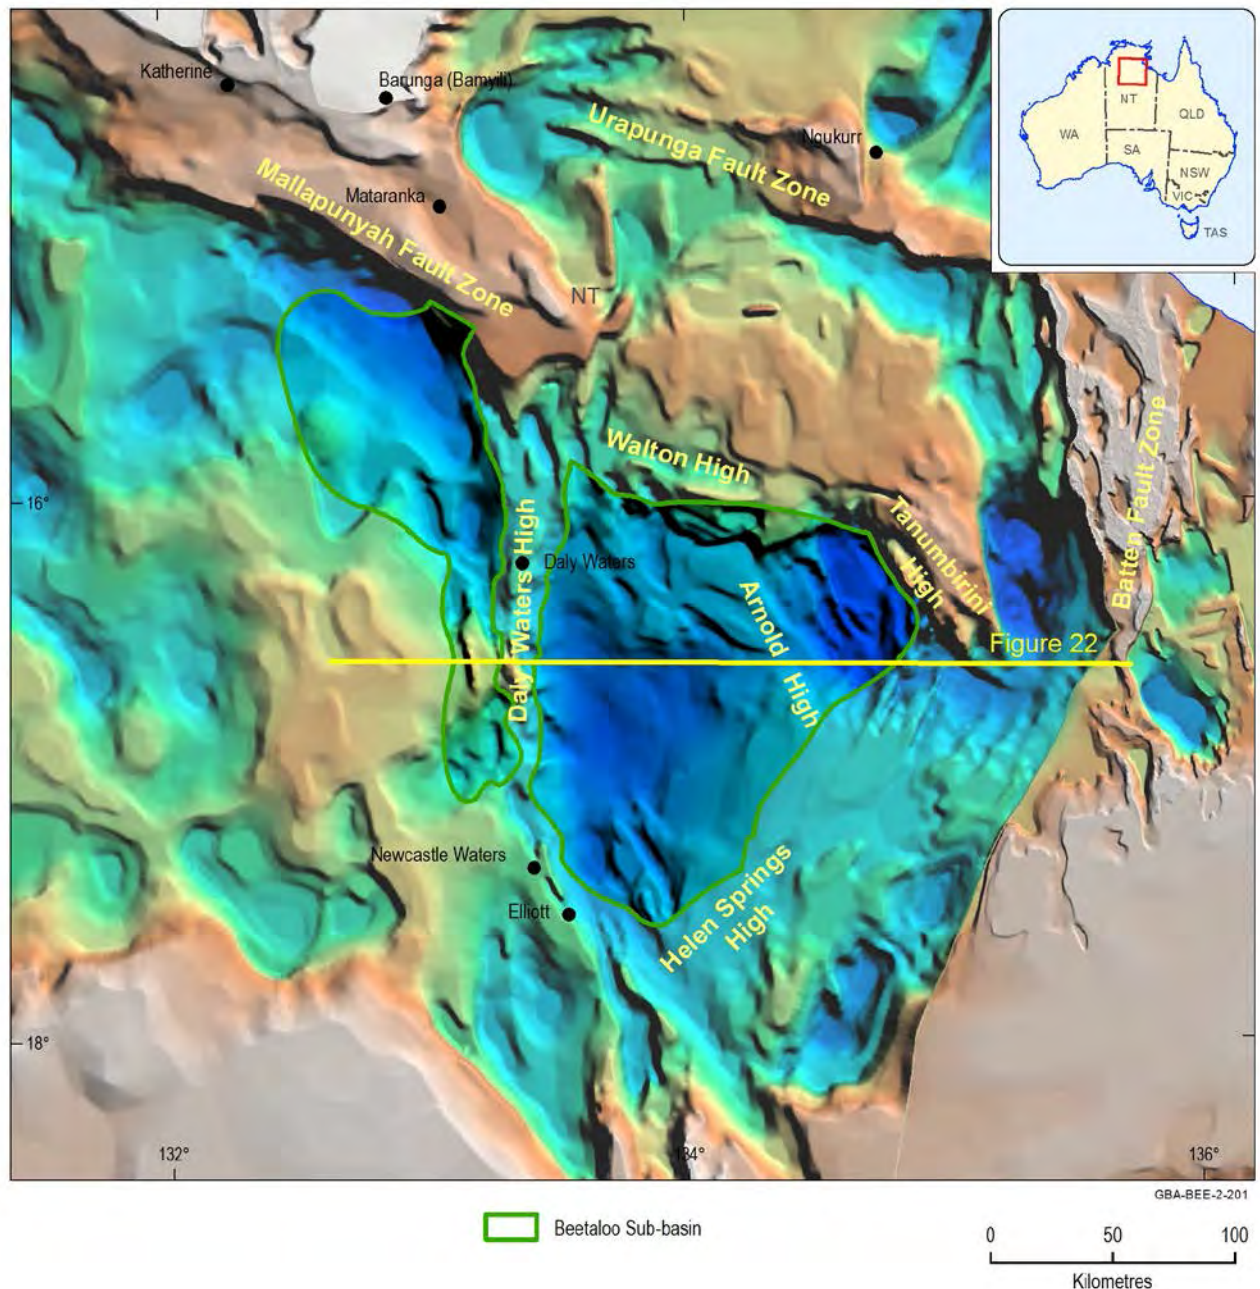 Katherine
Barunga (Bamyili)
Urapunga Fault Zone
Ngukurr
Mallapunyah Fault Zone
Mataranka
NT
WA
NT
QLD
SA
NSW
VIC
TAS
Walton High
16°
Daly Waters High
Daly Waters
Tanumbirini
High
Arnold High
Batten Fault Zone
Figure 22
Newcastle Waters
Elliott
Helen Springs
High
18°
132°
134°
136°
GBA-BEE-2-201
Beetaloo Sub-basin
0 50 100
Kilometres